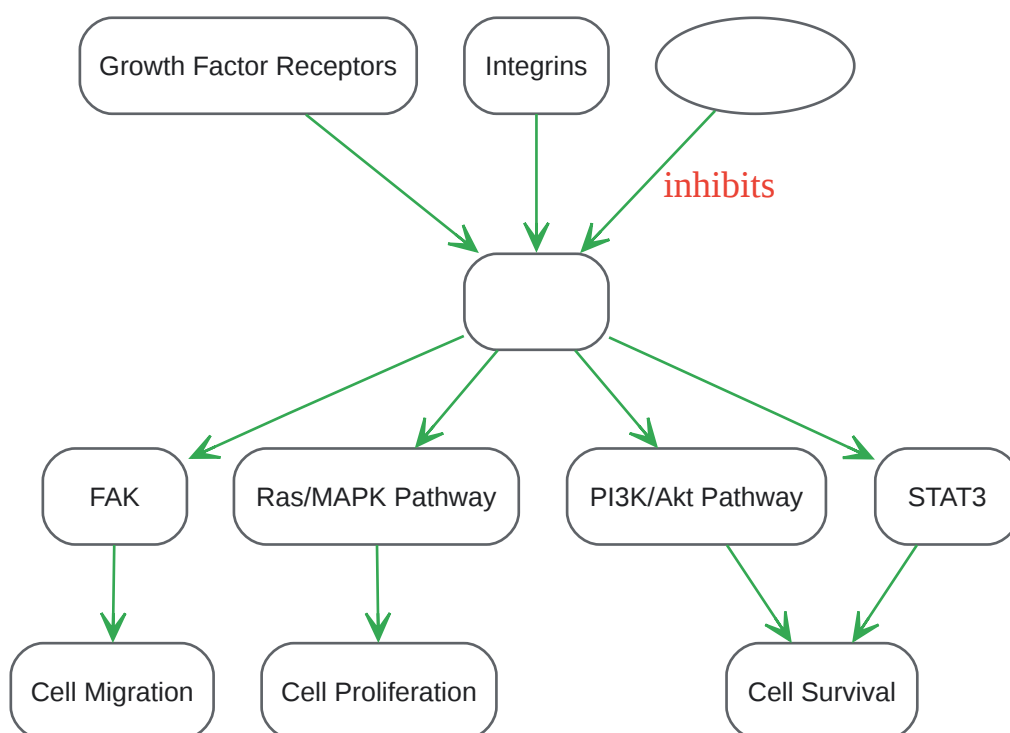 Growth Factor Receptors
Integrins
inhibits
FAK
Ras/MAPK Pathway
PI3K/Akt Pathway
STAT3
Cell Migration
Cell Proliferation
Cell Survival